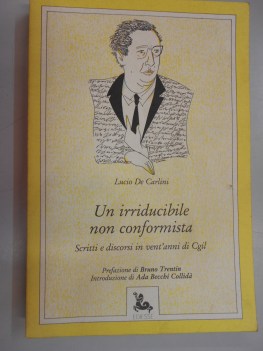 Lucio De Carlini
Un irriducibile
non conformista
Scritti e discorsi in vent'anni di Cgil
Prefazione di Bruno Trentin
Introduzione di Ada Becchi Collidà
EDIESSE